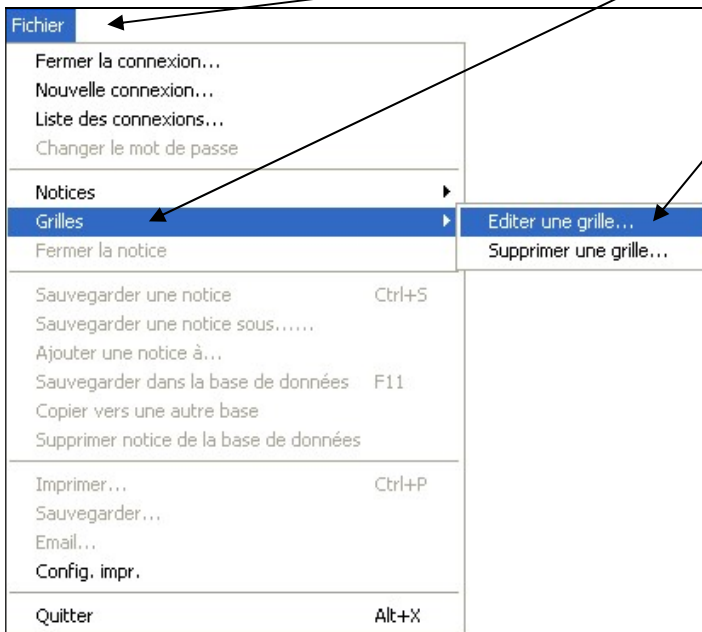 Fichier
Fermer la connexion...
Nouvelle connexion...
Liste des connexions...
Changer le mot de passe
Notices
Grilles
Editer une grille...
Fermer la notice
Supprimer une grille...
Sauvegarder une notice Ctrl+S
Sauvegarder une notice sous......
Ajouter une notice à...
Sauvegarder dans la base de données F11
Copier vers une autre base
Supprimer notice de la base de données
Imprimer... Ctrl+P
Sauvegarder...
Email...
Config. impr.
Quitter Alt+X